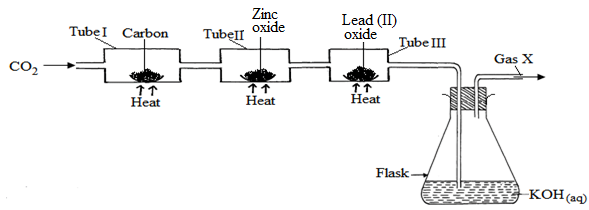 Tube I
Carbon
Tube II
Zinc
oxide
Lead (II)
oxide
Tube III
Gas X
CO2
Heat
Heat
Heat
Flask
KOH (aq)